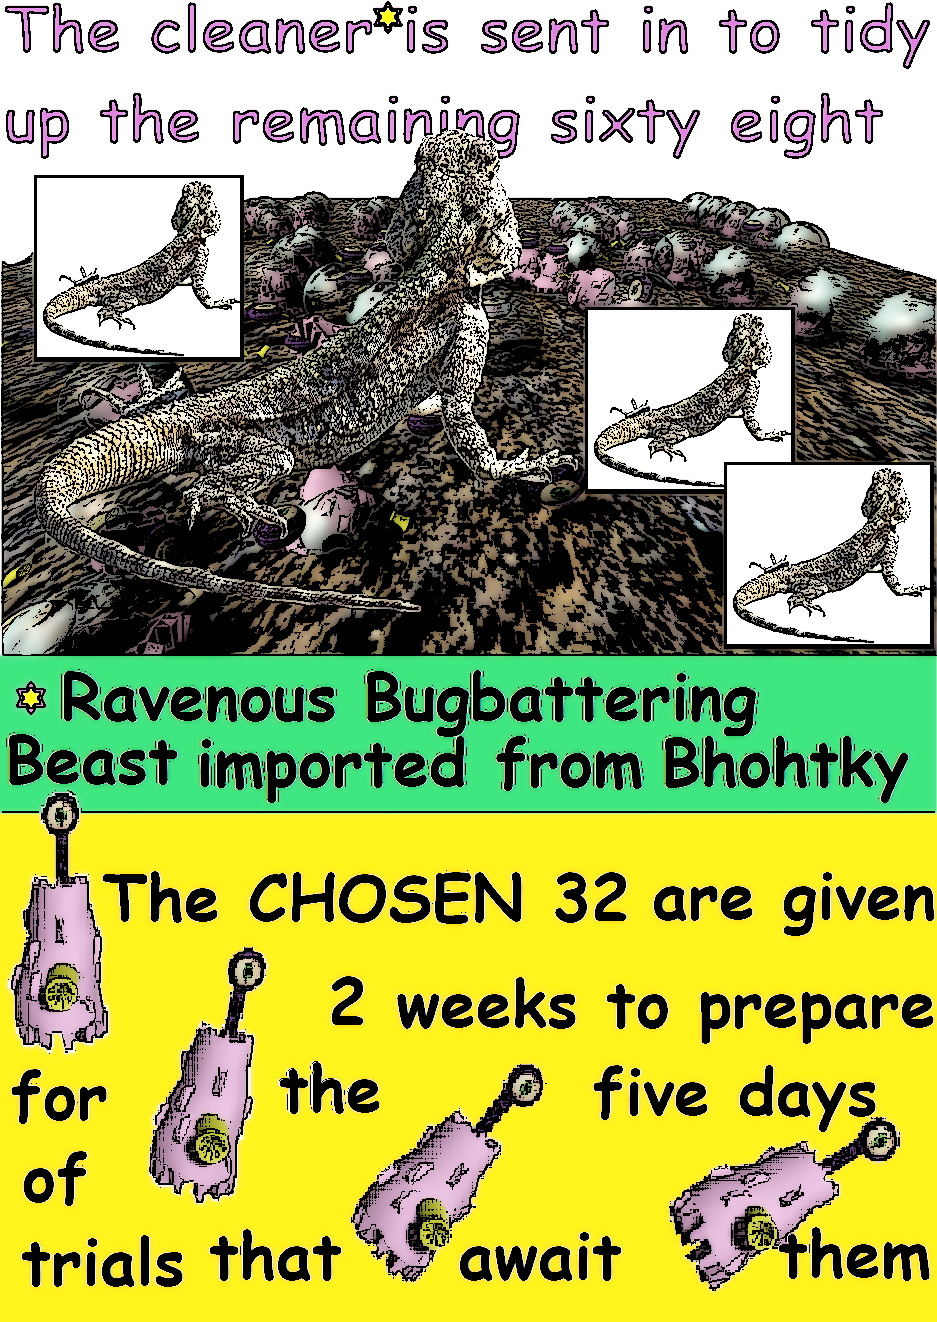 The cleaner✡is sent in to tidy
up the remaining sixty eight
✡Ravenous Bugbattering
Beast imported from Bhohtky
The CHOSEN 32 are given
2 weeks to prepare
for the five days
of
trials that await them